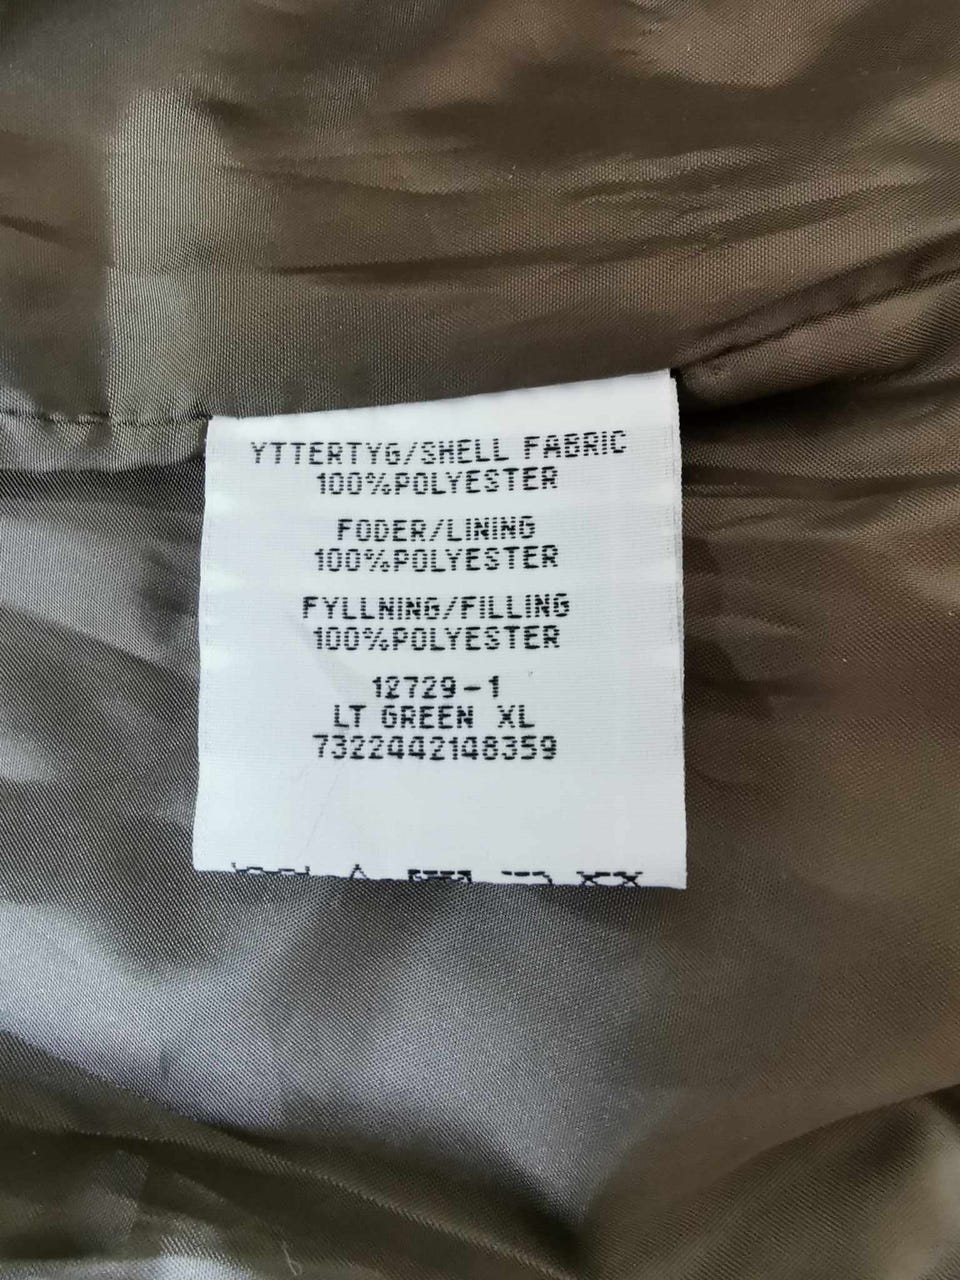 YTTERTYG/SHELL FABRIC
100%POLYESTER
FODER/LINING
100%POLYESTER
FYLLNING/FILLING
100%POLYESTER
12729-1
LT GREEN XL
7322442148359